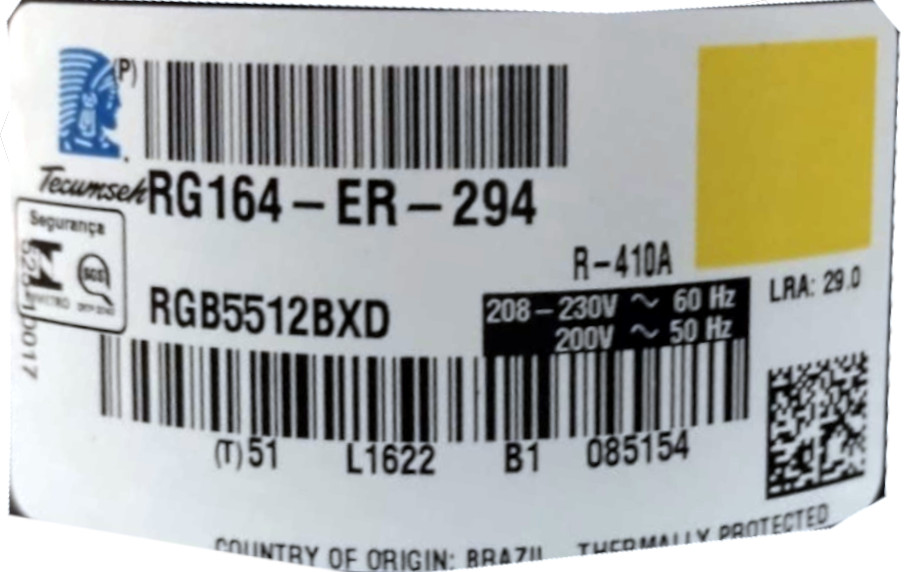 (P)
Tecumseh
RG164-ER-294
Segurança
R-410A
LRA: 29.0
RGB5512BXD
208-230V ~ 60 Hz
200V ~ 50 Hz
(T)51 L1622 B1 085154
COUNTRY OF ORIGIN: BRAZIL THERMALLY PROTECTED